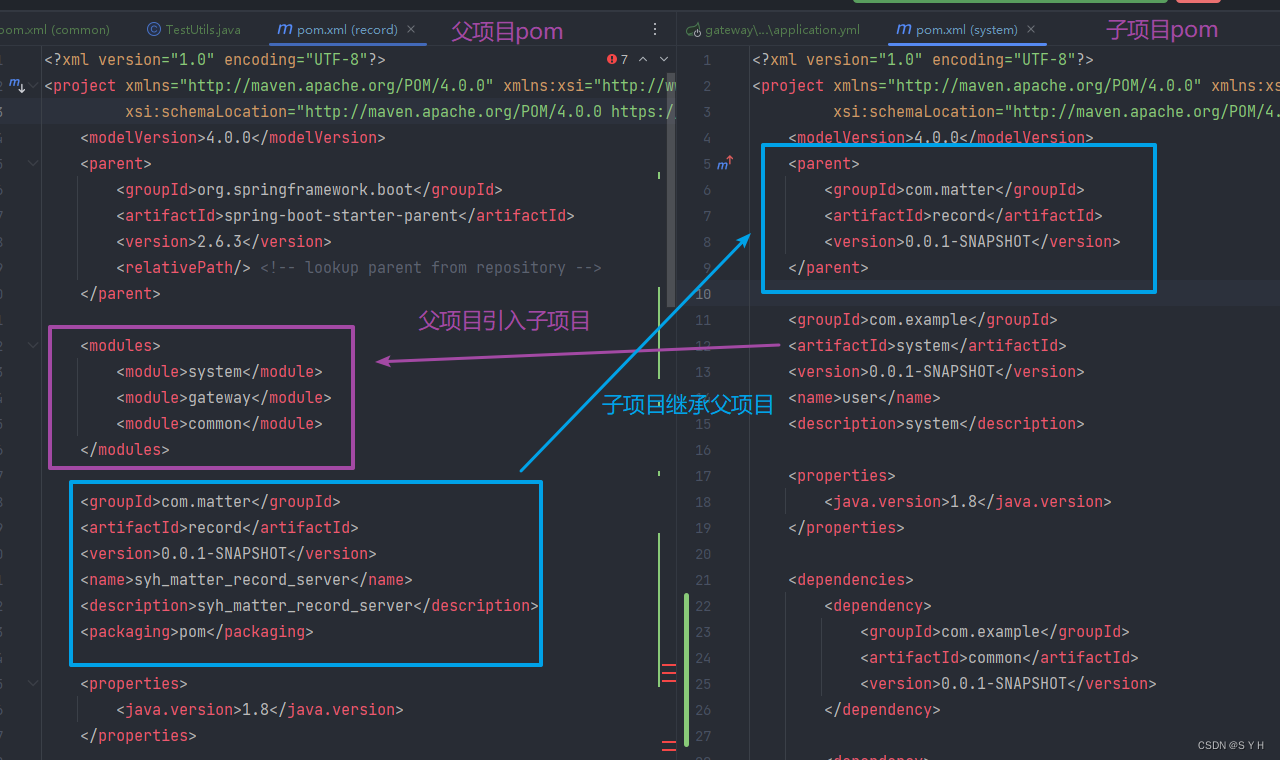 pom.xml (common)
TestUtils.java
m pom.xml (record)
父项目pom
<?xml version="1.0" encoding="UTF-8"?>
7
<project xmlns="http://maven.apache.org/POM/4.0.0" xmlns:xsi="http://w
xsi:schemaLocation="http://maven.apache.org/POM/4.0.0 https:/
<modelVersion>4.0.0</modelVersion>
<parent>
<groupId>org.springframework.boot</groupId>
<artifactId>spring-boot-starter-parent</artifactId>
<version>2.6.3</version>
<relativePath/> <!-- lookup parent from repository -->
</parent>
父项目引入子项目
<modules>
<module>system</module>
<module>gateway</module>
<module>common</module>
</modules>
子项目继承父项目
<groupId>com.matter</groupId>
<artifactId>record</artifactId>
<version>0.0.1-SNAPSHOT</version>
<name>syh_matter_record_server</name>
<description>syh_matter_record_server</description>
<packaging>pom</packaging>
<properties>
<java.version>1.8</java.version>
</properties>
gateway\...\application.yml
m pom.xml (system)
子项目pom
1 <?xml version="1.0" encoding="UTF-8"?>
2 <project xmlns="http://maven.apache.org/POM/4.0.0" xmlns:xs
3 xsi:schemaLocation="http://maven.apache.org/POM/4.
4 <modelVersion>4.0.0</modelVersion>
5 m <parent>
6 <groupId>com.matter</groupId>
7 <artifactId>record</artifactId>
8 <version>0.0.1-SNAPSHOT</version>
9 </parent>
10
11 <groupId>com.example</groupId>
12 <artifactId>system</artifactId>
13 <version>0.0.1-SNAPSHOT</version>
14 <name>user</name>
15 <description>system</description>
16
17 <properties>
18 <java.version>1.8</java.version>
19 </properties>
20
21 <dependencies>
22 <dependency>
23 <groupId>com.example</groupId>
24 <artifactId>common</artifactId>
25 <version>0.0.1-SNAPSHOT</version>
26 </dependency>
27
<dependency>
CSDN @S Y H